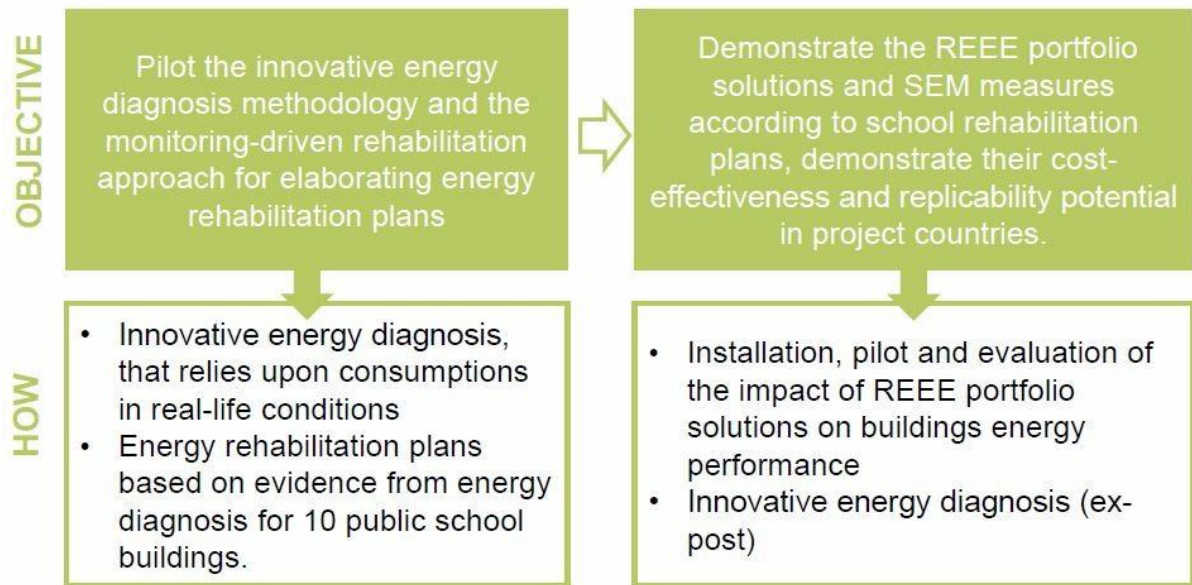 OBJECTIVE
Pilot the innovative energy
diagnosis methodology and the
monitoring-driven rehabilitation
approach for elaborating energy
rehabilitation plans
Demonstrate the REEE portfolio
solutions and SEM measures
according to school rehabilitation
plans, demonstrate their cost-
effectiveness and replicability potential
in project countries.
HOW
• Innovative energy diagnosis,
that relies upon consumptions
in real-life conditions
• Energy rehabilitation plans
based on evidence from energy
diagnosis for 10 public school
buildings.
• Installation, pilot and evaluation of
the impact of REEE portfolio
solutions on buildings energy
performance
• Innovative energy diagnosis (ex-
post)